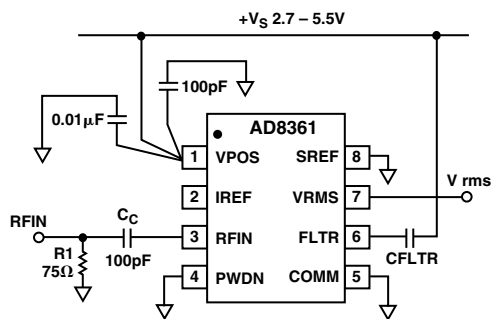 +VS 2.7 – 5.5V
100pF
0.01μF
AD8361
1 VPOS SREF 8
2 IREF VRMS 7
V rms
RFIN
CC
100pF
3 RFIN FLTR 6
CFLTR
R1
75Ω
4 PWDN COMM 5